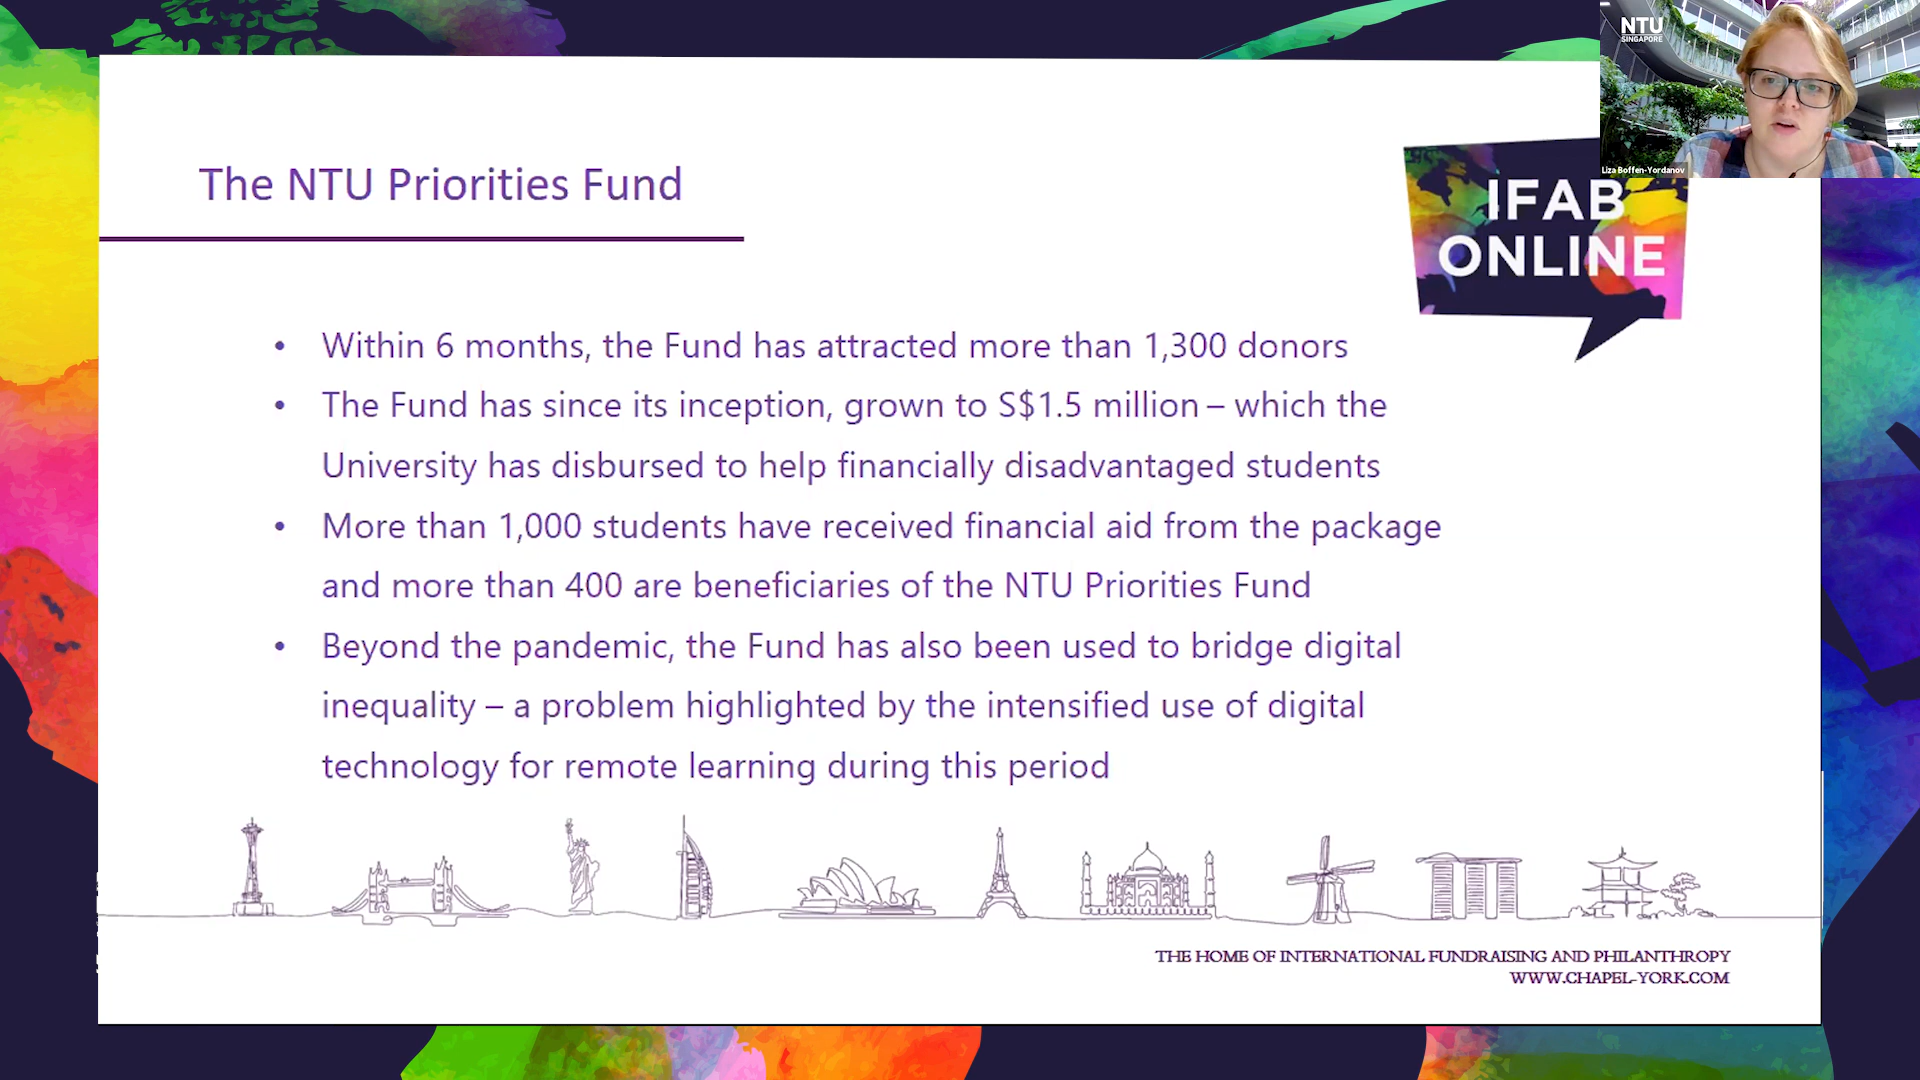 NTU
SINGAPORE
Liza Boffen-Yordanov
The NTU Priorities Fund
IFAB
ONLINE
• Within 6 months, the Fund has attracted more than 1,300 donors
• The Fund has since its inception, grown to S$1.5 million – which the
University has disbursed to help financially disadvantaged students
• More than 1,000 students have received financial aid from the package
and more than 400 are beneficiaries of the NTU Priorities Fund
• Beyond the pandemic, the Fund has also been used to bridge digital
inequality – a problem highlighted by the intensified use of digital
technology for remote learning during this period
THE HOME OF INTERNATIONAL FUNDRAISING AND PHILANTHROPY
WWW.CHAPEL-YORK.COM